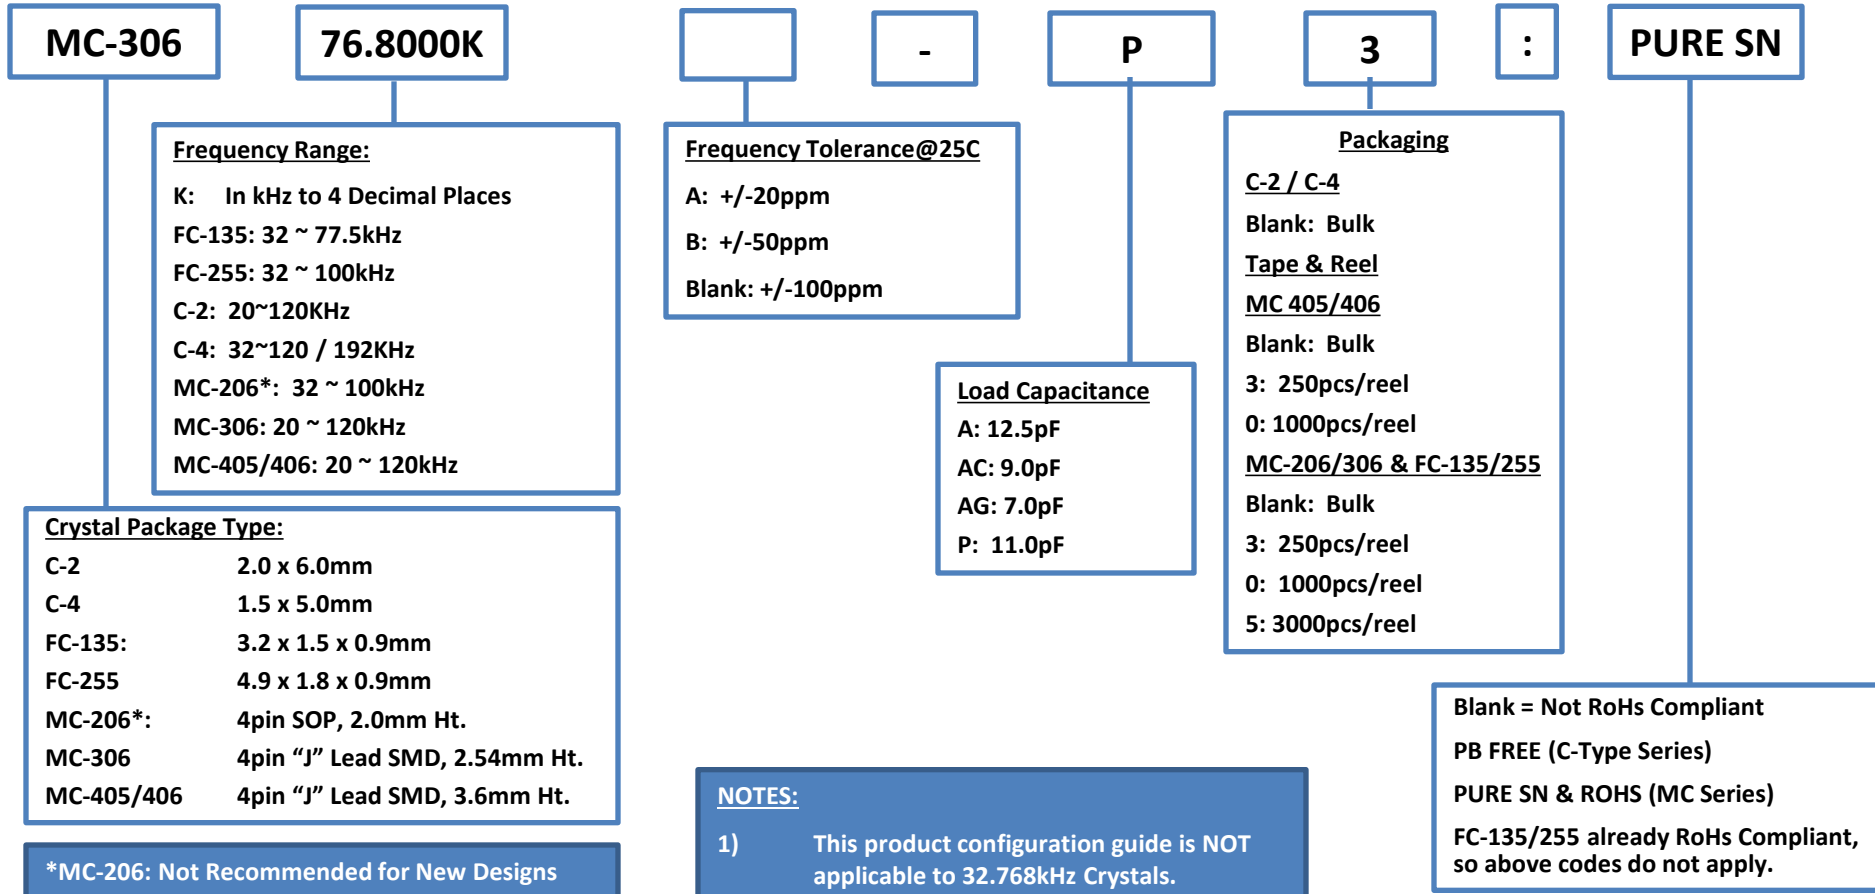 MC-306
76.8000K
-
P
3
:
PURE SN
Frequency Range:
K: In kHz to 4 Decimal Places
FC-135: 32 ~ 77.5kHz
FC-255: 32 ~ 100kHz
C-2: 20~120KHz
C-4: 32~120 / 192KHz
MC-206*: 32 ~ 100kHz
MC-306: 20 ~ 120kHz
MC-405/406: 20 ~ 120kHz
Frequency Tolerance@25C
A: +/-20ppm
B: +/-50ppm
Blank: +/-100ppm
Load Capacitance
A: 12.5pF
AC: 9.0pF
AG: 7.0pF
P: 11.0pF
Packaging
C-2 / C-4
Blank: Bulk
Tape & Reel
MC 405/406
Blank: Bulk
3: 250pcs/reel
0: 1000pcs/reel
MC-206/306 & FC-135/255
Blank: Bulk
3: 250pcs/reel
0: 1000pcs/reel
5: 3000pcs/reel
Crystal Package Type:
C-2 2.0 x 6.0mm
C-4 1.5 x 5.0mm
FC-135: 3.2 x 1.5 x 0.9mm
FC-255 4.9 x 1.8 x 0.9mm
MC-206*: 4pin SOP, 2.0mm Ht.
MC-306 4pin “J” Lead SMD, 2.54mm Ht.
MC-405/406 4pin “J” Lead SMD, 3.6mm Ht.
*MC-206: Not Recommended for New Designs
NOTES:
1) This product configuration guide is NOT
applicable to 32.768kHz Crystals.
Blank = Not RoHs Compliant
PB FREE (C-Type Series)
PURE SN & ROHS (MC Series)
FC-135/255 already RoHs Compliant,
so above codes do not apply.